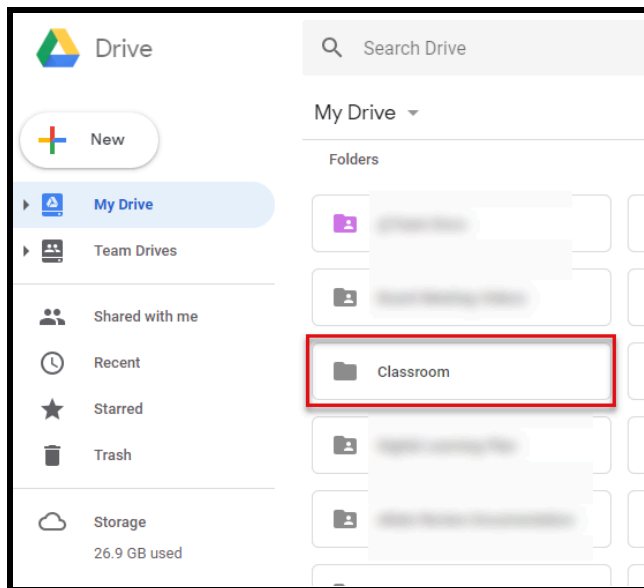 Drive
Search Drive
New
My Drive
Folders
My Drive
Team Drives
Shared with me
Recent
Classroom
Starred
Trash
Storage
26.9 GB used